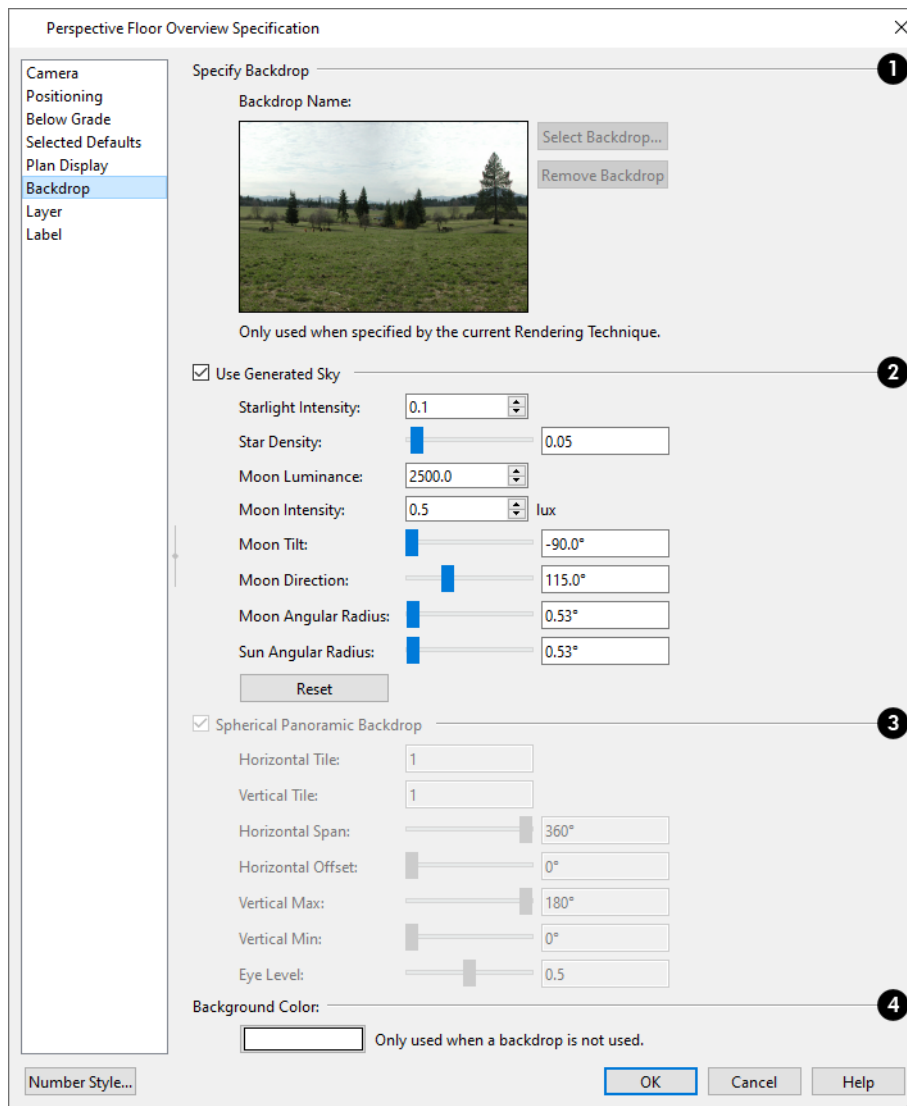 Perspective Floor Overview Specification
Camera
Positioning
Below Grade
Selected Defaults
Plan Display
Backdrop
Layer
Label
Specify Backdrop 1
Backdrop Name:
Select Backdrop...
Remove Backdrop
Only used when specified by the current Rendering Technique.
Use Generated Sky 2
Starlight Intensity: 0.1
Star Density: 0.05
Moon Luminance: 2500.0
Moon Intensity: 0.5 lux
Moon Tilt: -90.0°
Moon Direction: 115.0°
Moon Angular Radius: 0.53°
Sun Angular Radius: 0.53°
Reset
Spherical Panoramic Backdrop 3
Horizontal Tile: 1
Vertical Tile: 1
Horizontal Span: 360°
Horizontal Offset: 0°
Vertical Max: 180°
Vertical Min: 0°
Eye Level: 0.5
Background Color: 4
Only used when a backdrop is not used.
Number Style... OK Cancel Help